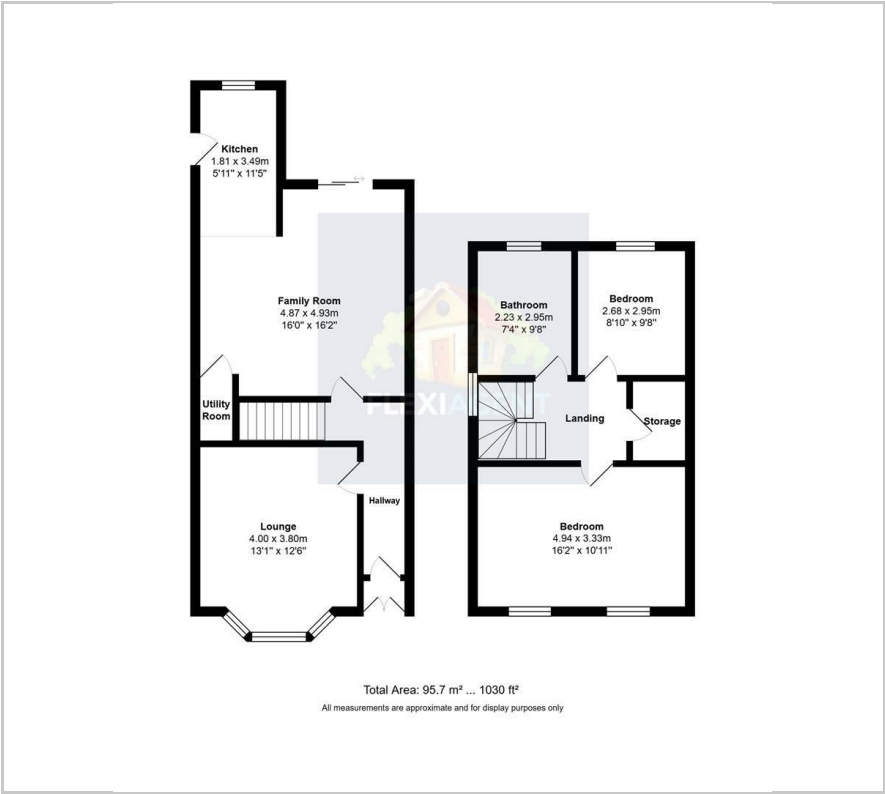 Kitchen
1.81 x 3.49m
5'11" x 11'5"
Family Room
4.87 x 4.93m
16'0" x 16'2"
Utility
Room
Hallway
Lounge
4.00 x 3.80m
13'1" x 12'6"
Bathroom
2.23 x 2.95m
7'4" x 9'8"
Bedroom
2.68 x 2.95m
8'10" x 9'8"
FLEXIAGENT
Landing
Storage
Bedroom
4.94 x 3.33m
16'2" x 10'11"
Total Area: 95.7 m² ... 1030 ft²
All measurements are approximate and for display purposes only